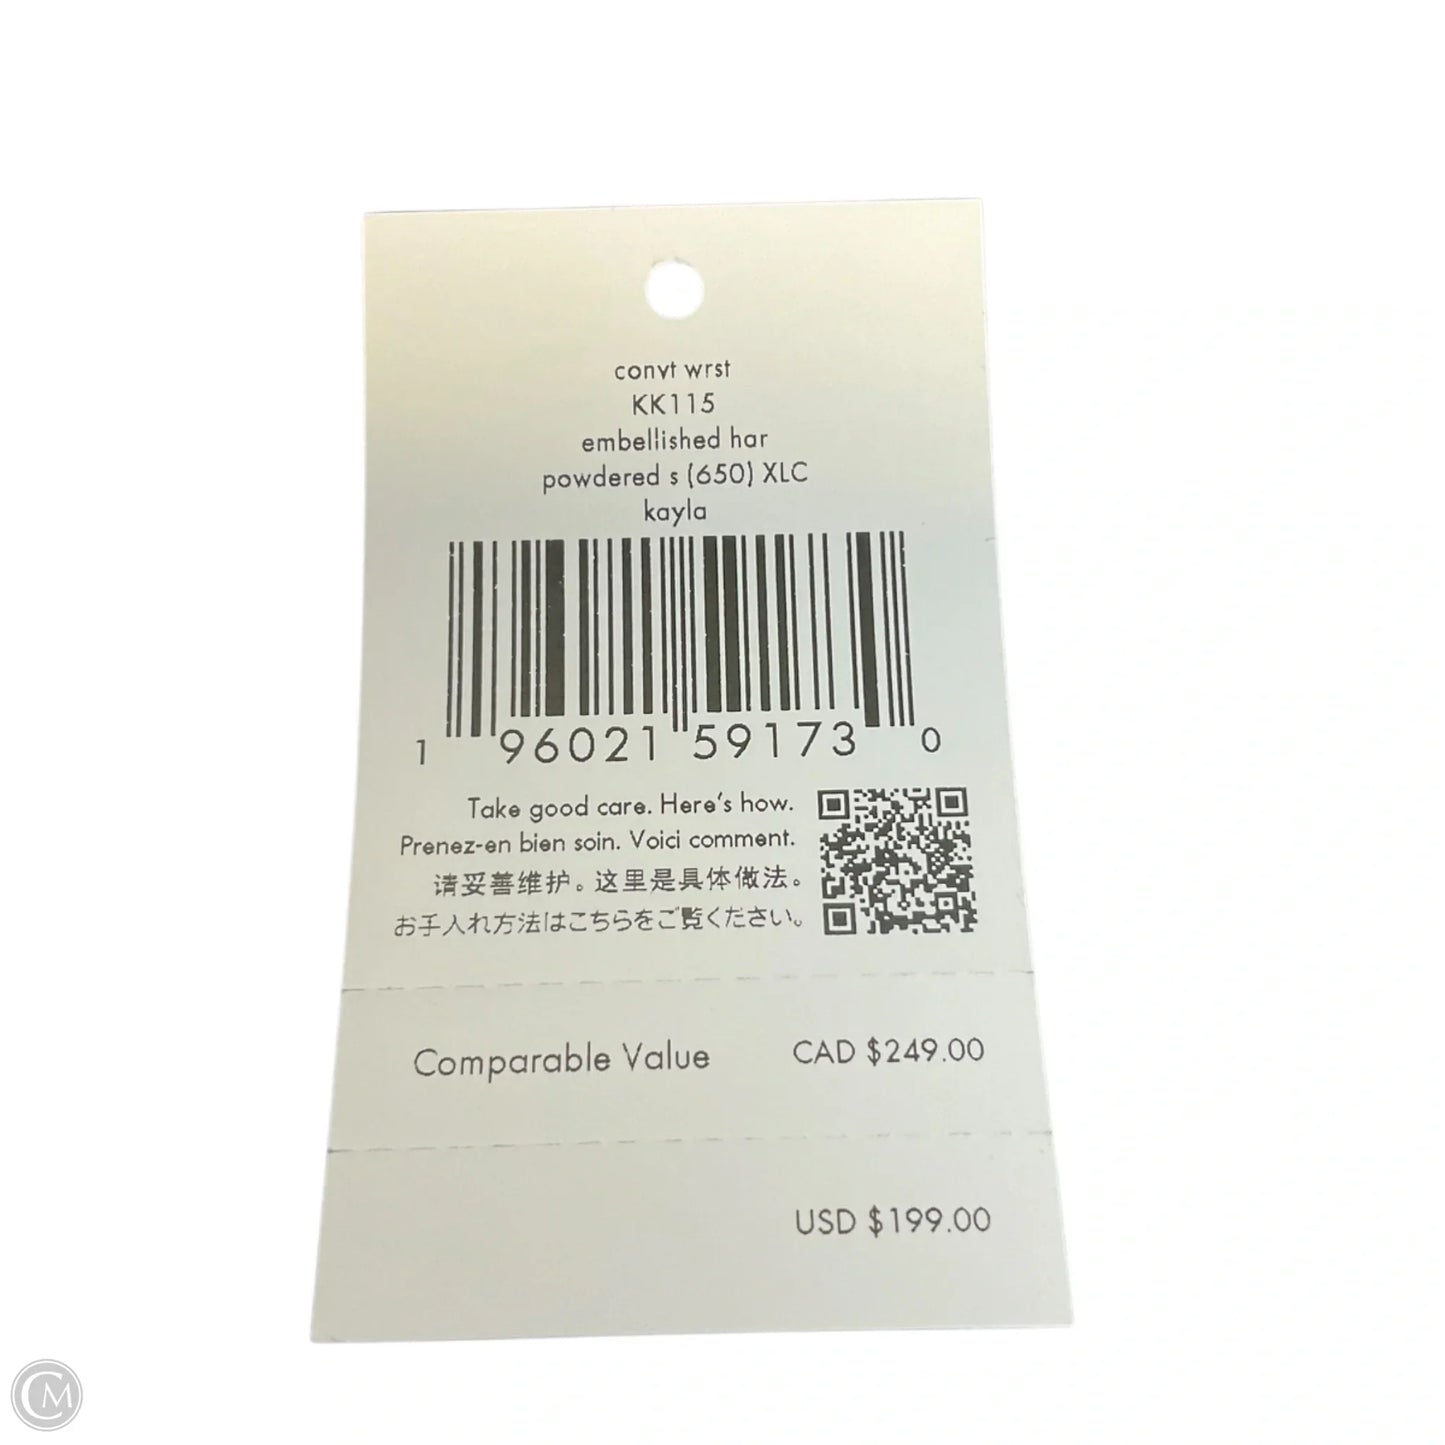 convt wrst
KK115
embellished har
powdered s (650) XLC
kayla
1 96021 59173 0
Take good care. Here's how.
Prenez-en bien soin. Voici comment.
请妥善维护。这里是具体做法。
お手入れ方法はこちらをご覧ください。
Comparable Value CAD $249.00
USD $199.00
CM